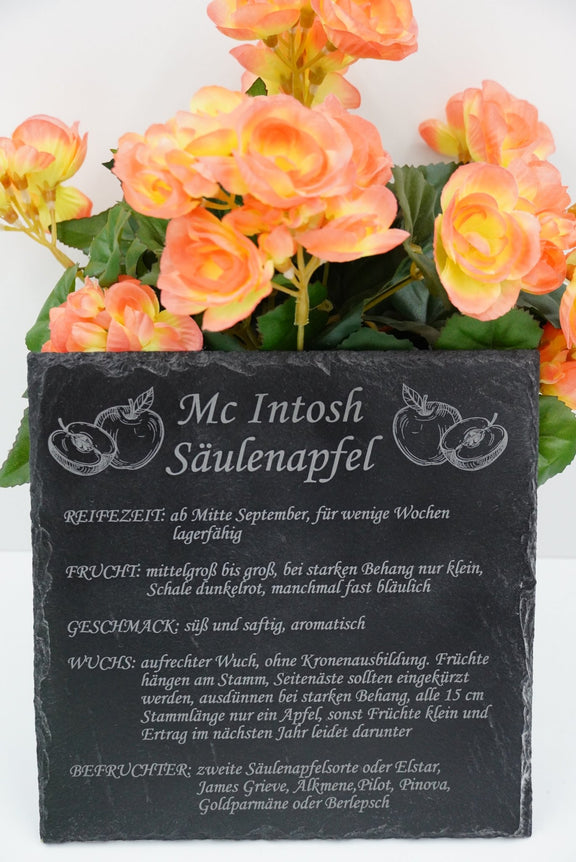 Mc Intosh
Säulenapfel
REIFEZEIT: ab Mitte September, für wenige Wochen
lagerfähig
FRUCHT: mittelgroß bis groß, bei starken Behang nur klein,
Schale dunkelrot, manchmal fast bläulich
GESCHMACK: süß und saftig, aromatisch
WUCHS: aufrechter Wuch, ohne Kronenausbildung. Früchte
hängen am Stamm, Seitenäste sollten eingekürzt
werden, ausdünnen bei starken Behang, alle 15 cm
Stammlänge nur ein Apfel, sonst Früchte klein und
Ertrag im nächsten Jahr leidet darunter
BEFRUCHTER: zweite Säulenapfelsorte oder Elstar,
James Grieve, Alkmene,Pilot, Pinova,
Goldparmäne oder Berlepsch